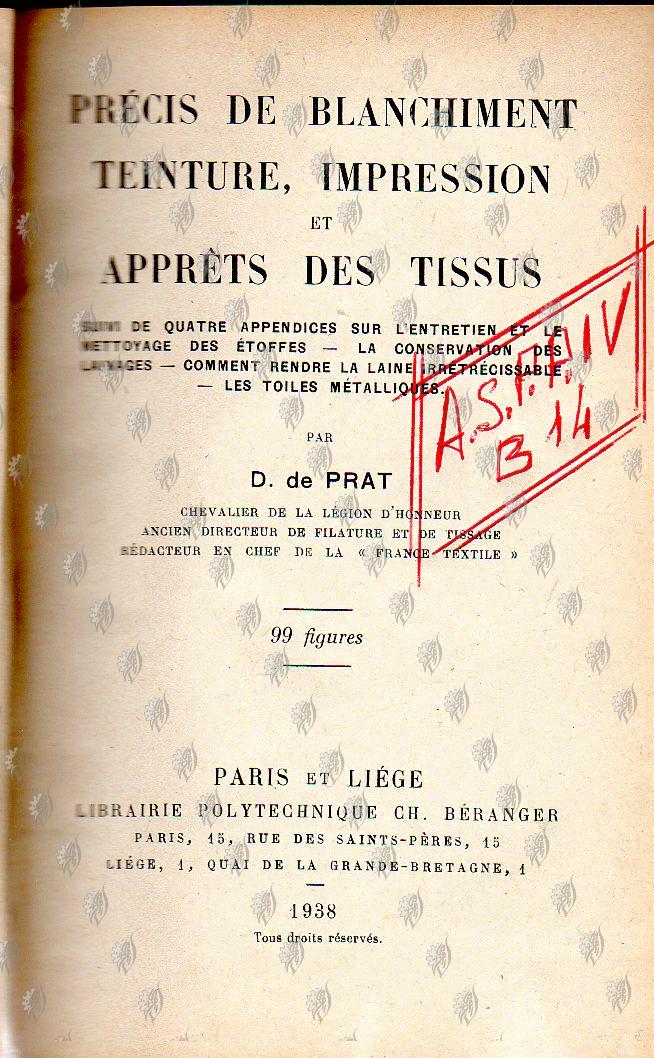 PRÉCIS DE BLANCHIMENT
TEINTURE, IMPRESSION
ET
APPRÊTS DES TISSUS
SUIVI DE QUATRE APPENDICES SUR L'ENTRETIEN ET LE
NETTOYAGE DES ÉTOFFES — LA CONSERVATION DES
LAINAGES — COMMENT RENDRE LA LAINE IRRÉTRÉCISSABLE
— LES TOILES MÉTALLIQUES.
A.S.F.P.IV
B 14
PAR
D. de PRAT
CHEVALIER DE LA LÉGION D'HONNEUR
ANCIEN DIRECTEUR DE FILATURE ET DE TISSAGE
RÉDACTEUR EN CHEF DE LA « FRANCE TEXTILE »
99 figures
PARIS ET LIÉGE
LIBRAIRIE POLYTECHNIQUE CH. BÉRANGER
PARIS, 15, RUE DES SAINTS-PÈRES, 15
LIÉGE, 1, QUAI DE LA GRANDE-BRETAGNE, 1
1938
Tous droits réservés.